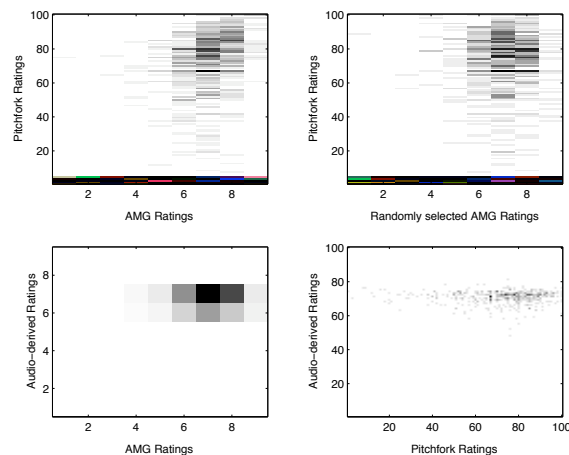 100
80
60
40
20
Pitchfork Ratings
2 4 6 8
AMG Ratings
100
80
60
40
20
Pitchfork Ratings
2 4 6 8
Randomly selected AMG Ratings
8
6
4
2
Audio−derived Ratings
2 4 6 8
AMG Ratings
100
80
60
40
20
Audio−derived Ratings
0 20 40 60 80 100
Pitchfork Ratings